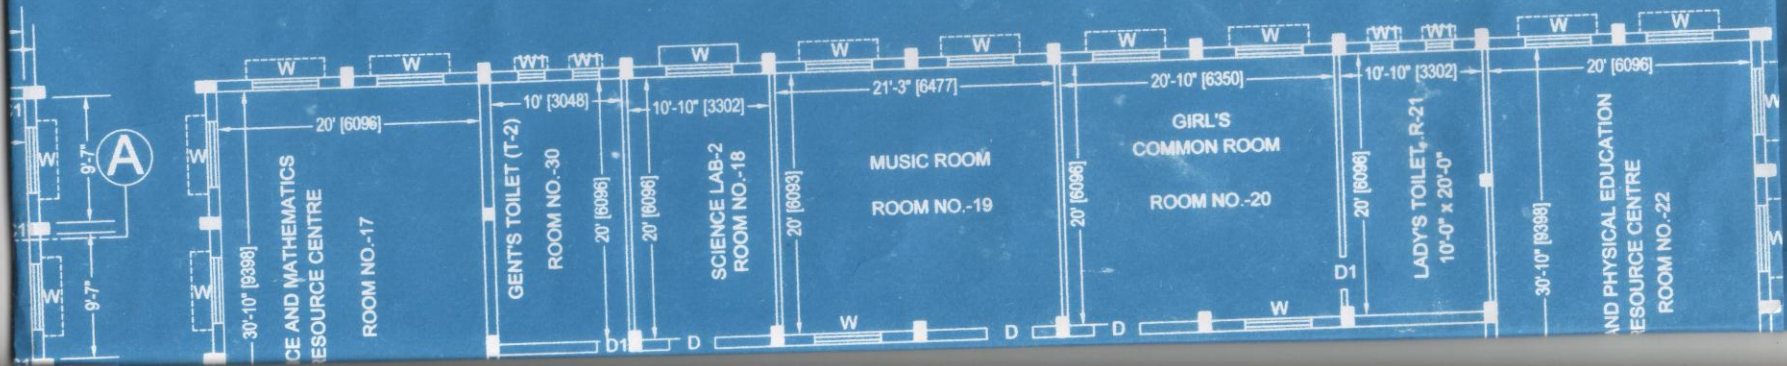 W
W
W1
W1
W
W
W
W
W
W1
W1
W
W
20' [6096]
10' [3048]
10'-10" [3302]
21'-3" [6477]
20'-10" [6350]
10'-10" [3302]
20' [6096]
9'-7"
W
A
9'-7"
W
W
W
30'-10" [9398]
CE AND MATHEMATICS
ESOURCE CENTRE
ROOM NO.-17
GENT'S TOILET (T-2)
ROOM NO.-30
20' [6096]
20' [6096]
SCIENCE LAB-2
ROOM NO.-18
20' [6093]
MUSIC ROOM
ROOM NO.-19
20' [6096]
GIRL'S
COMMON ROOM
ROOM NO.-20
20' [6096]
LADY'S TOILET, R-21
10'-0" x 20'-0"
30'-10" [9398]
AND PHYSICAL EDUCATION
ESOURCE CENTRE
ROOM NO.-22
W
W
D1
D1
D
W
D
D
W